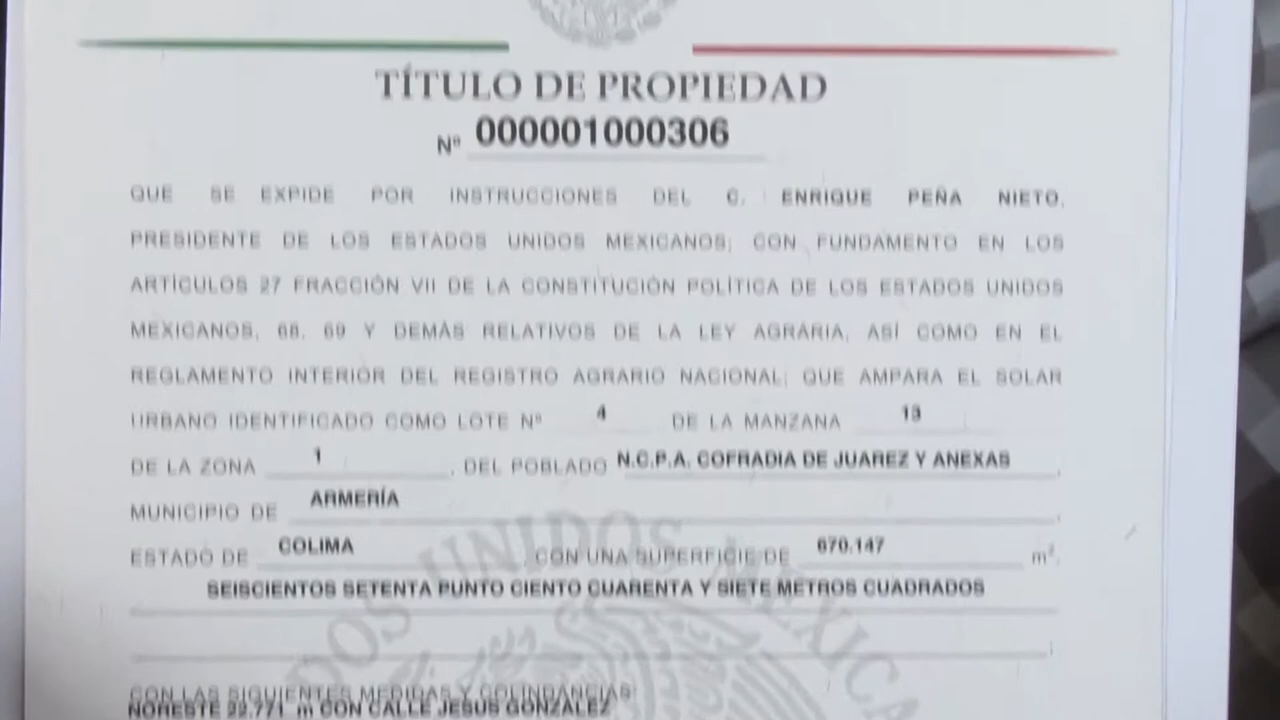 TÍTULO DE PROPIEDAD
Nº 000001000306
QUE SE EXPIDE POR INSTRUCCIONES DEL C. ENRIQUE PEÑA NIETO,
PRESIDENTE DE LOS ESTADOS UNIDOS MEXICANOS; CON FUNDAMENTO EN LOS
ARTÍCULOS 27 FRACCIÓN VII DE LA CONSTITUCIÓN POLÍTICA DE LOS ESTADOS UNIDOS
MEXICANOS, 68, 69 Y DEMÁS RELATIVOS DE LA LEY AGRARIA, ASÍ COMO EN EL
REGLAMENTO INTERIOR DEL REGISTRO AGRARIO NACIONAL; QUE AMPARA EL SOLAR
URBANO IDENTIFICADO COMO LOTE Nº 4 DE LA MANZANA
DE LA ZONA 1, DEL POBLADO N.C.P.A. COFRADIA DE JUAREZ Y ANEXAS,
MUNICIPIO DE ARMERÍA,
ESTADO DE COLIMA CON UNA SUPERFICIE DE 670.147 m².
SEISCIENTOS SETENTA PUNTO CIENTO CUARENTA Y SIETE METROS CUADRADOS
CON LAS SIGUIENTES MEDIDAS Y COLINDANCIAS:
NORESTE 22.771 m CON CALLE JESUS GONZALEZ